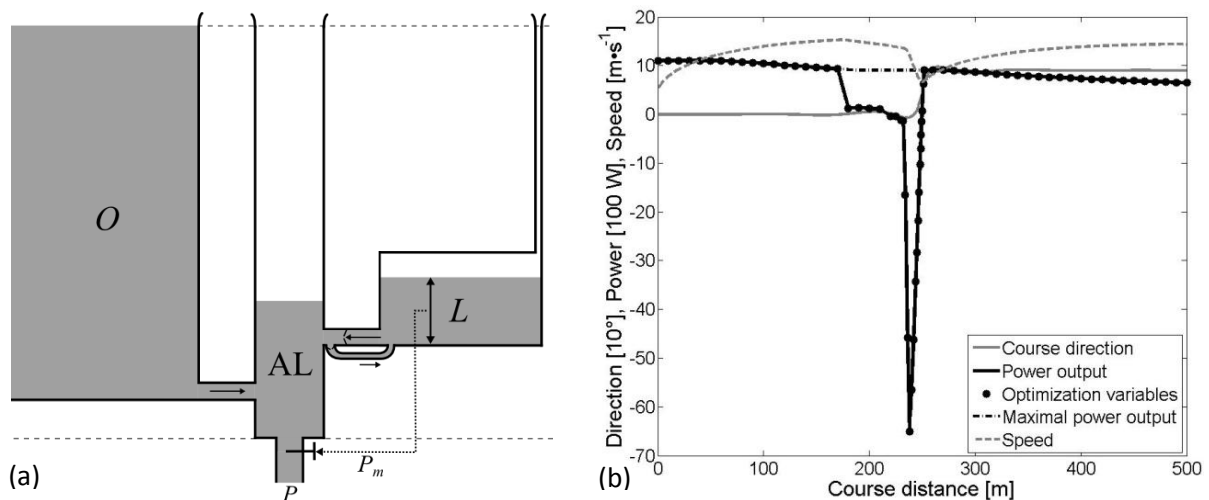 O
AL
L
P_m
P
(a)
Direction [10°], Power [100 W], Speed [m•s⁻¹]
20
10
0
-10
-20
-30
-40
-50
-60
-70
0
100
200
300
400
500
Course distance [m]
Course direction
Power output
Optimization variables
Maximal power output
Speed
(b)